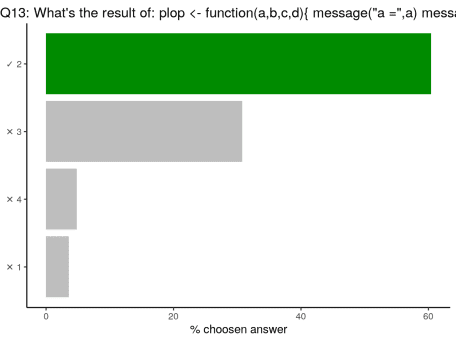 Q13: What's the result of: plop <- function(a,b,c,d){ message("a =",a) messa
✓ 2
✕ 3
✕ 4
✕ 1
0 20 40 60
% choosen answer